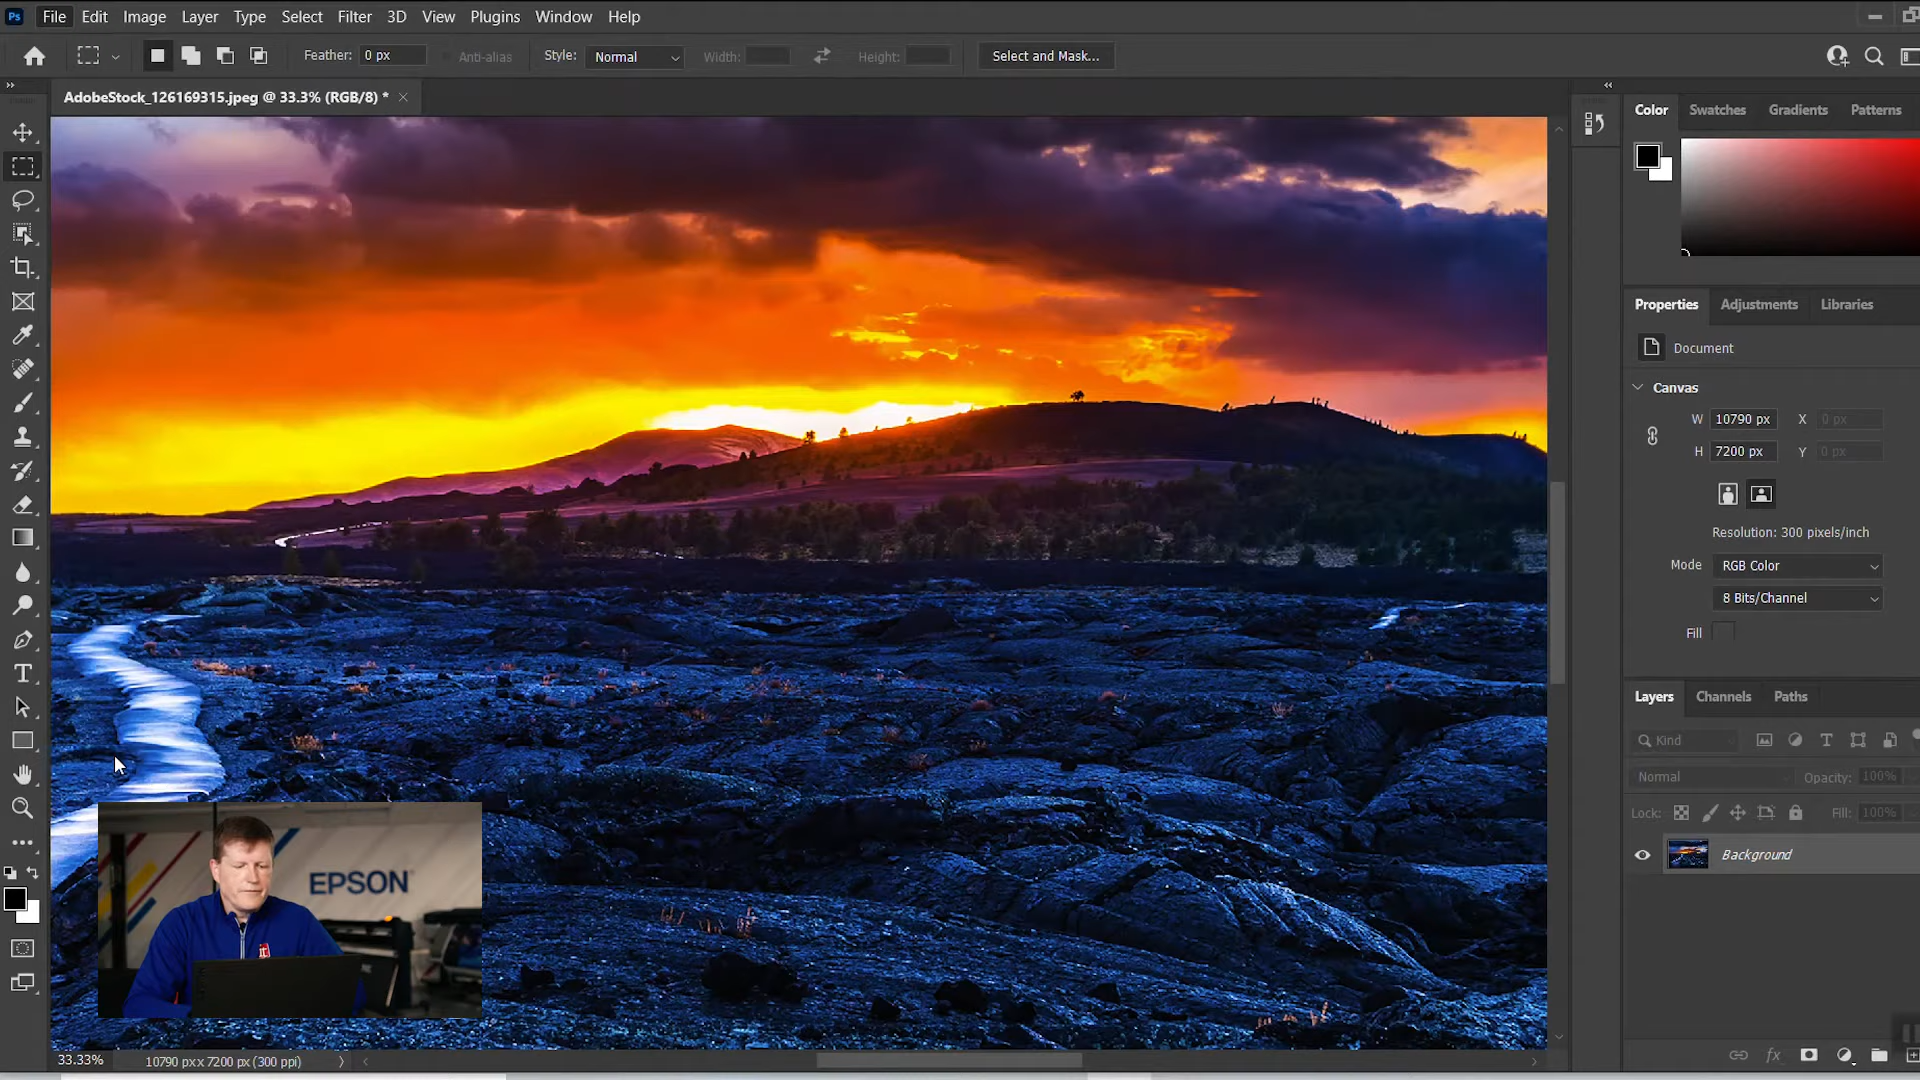 Ps File Edit Image Layer Type Select Filter 3D View Plugins Window Help
Feather: 0 px Anti-alias Style: Normal Width: Height: Select and Mask...
AdobeStock_126169315.jpeg @ 33.3% (RGB/8) * ×
Color Swatches Gradients Patterns
Properties Adjustments Libraries
Document
Canvas
W 10790 px X 0 px
H 7200 px Y 0 px
Resolution: 300 pixels/inch
Mode RGB Color
8 Bits/Channel
Fill
Layers Channels Paths
Kind
Normal Opacity: 100%
Lock: Fill: 100%
Background
EPSON
33.33% 10790 px x 7200 px (300 ppi)
fx